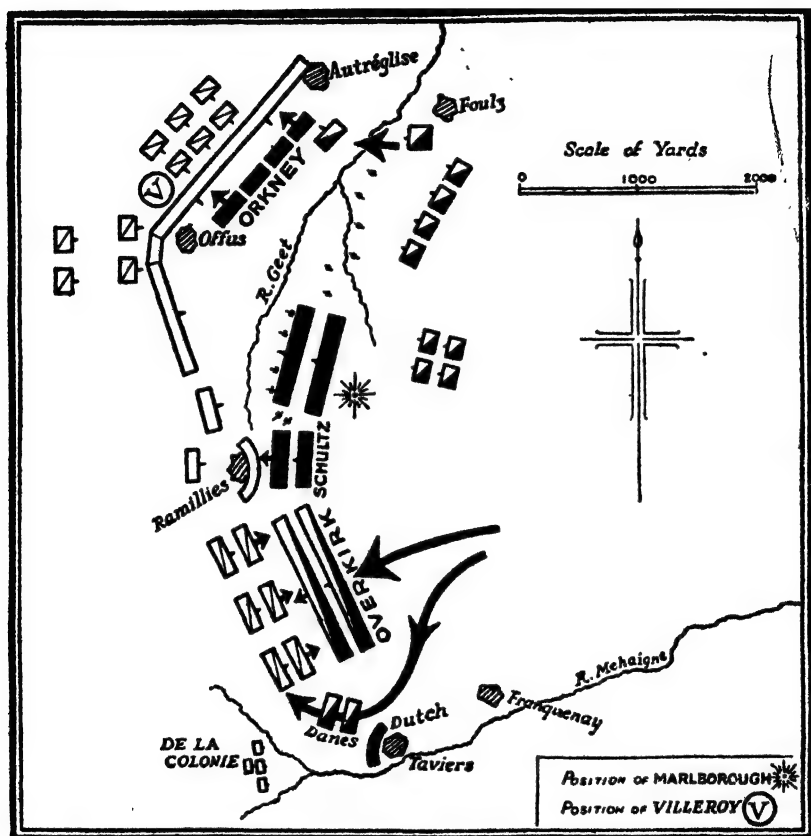 Autréglise
Foulz
Scale of Yards
0 1000 2000
V
ORKNEY
Offus
R. Geet
SCHULTZ
Ramillies
OVERKIRK
R. Mehaigne
Franquenay
Danes
Dutch
Taviers
DE LA
COLONIE
POSITION OF MARLBOROUGH
POSITION OF VILLEROY V